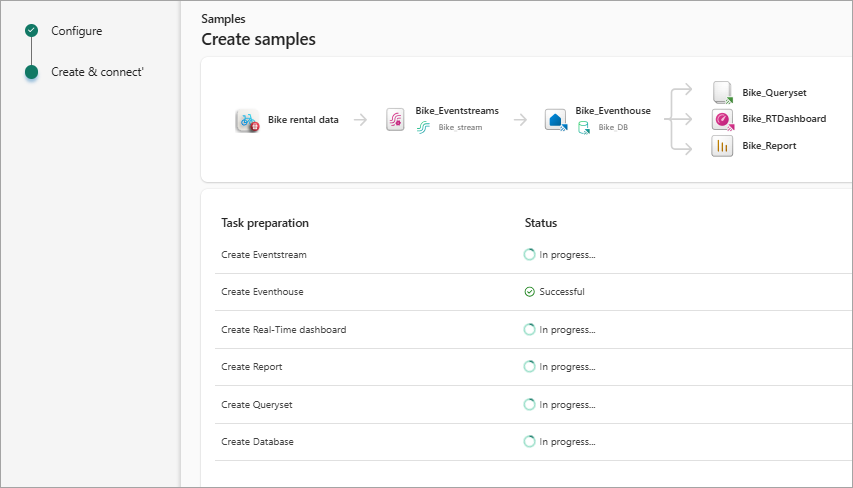 Configure
Create & connect'
Samples
Create samples
Bike rental data
Bike_Eventstreams
Bike_stream
Bike_Eventhouse
Bike_DB
Bike_Queryset
Bike_RTDashboard
Bike_Report
Task preparation Status
Create Eventstream In progress...
Create Eventhouse Successful
Create Real-Time dashboard In progress...
Create Report In progress...
Create Queryset In progress...
Create Database In progress...